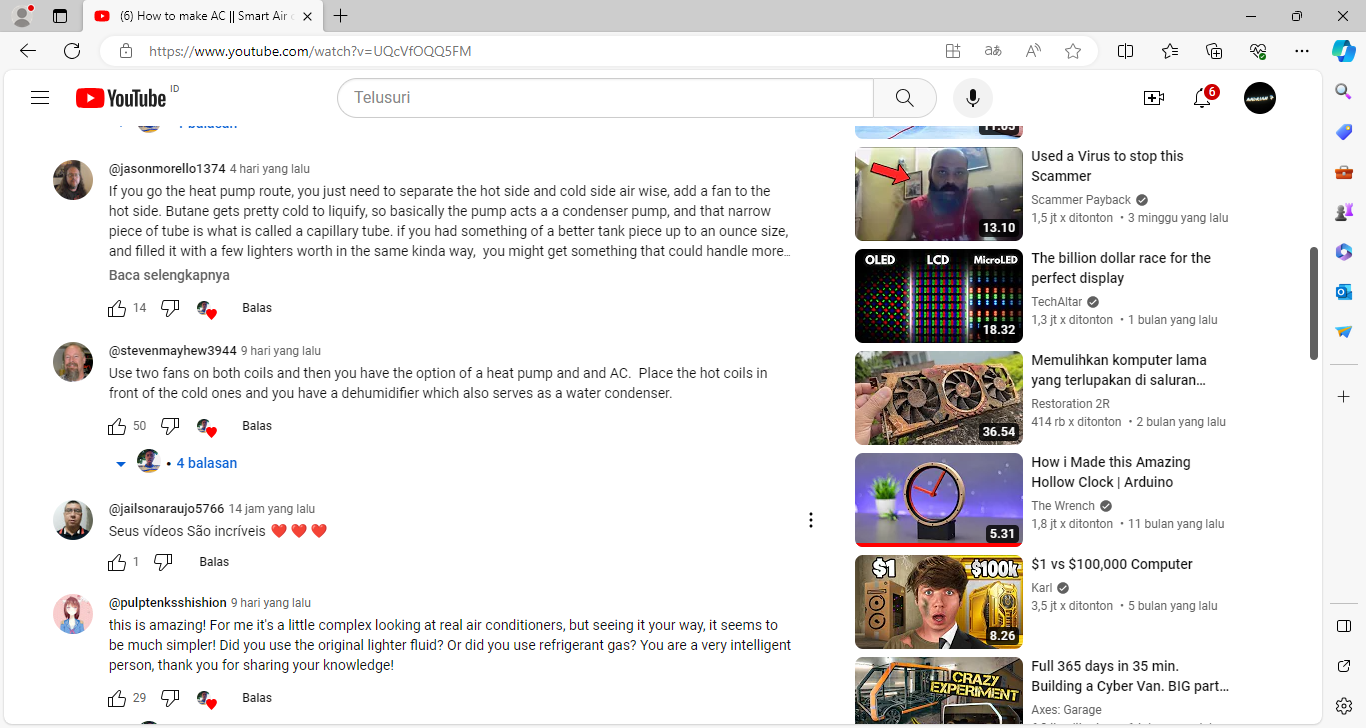 (6) How to make AC || Smart Air
https://www.youtube.com/watch?v=UQcVfOQQ5FM
YouTube ID
Telusuri
6
@jasonmorello1374 4 hari yang lalu
If you go the heat pump route, you just need to separate the hot side and cold side air wise, add a fan to the
hot side. Butane gets pretty cold to liquify, so basically the pump acts a a condenser pump, and that narrow
piece of tube is what is called a capillary tube. if you had something of a better tank piece up to an ounce size,
and filled it with a few lighters worth in the same kinda way,  you might get something that could handle more...
Baca selengkapnya
14
Balas
@stevenmayhew3944 9 hari yang lalu
Use two fans on both coils and then you have the option of a heat pump and and AC.  Place the hot coils in
front of the cold ones and you have a dehumidifier which also serves as a water condenser.
50
Balas
• 4 balasan
@jailsonaraujo5766 14 jam yang lalu
Seus vídeos São incríveis ❤️ ❤️ ❤️
1
Balas
@pulptenksshishion 9 hari yang lalu
this is amazing! For me it's a little complex looking at real air conditioners, but seeing it your way, it seems to
be much simpler! Did you use the original lighter fluid? Or did you use refrigerant gas? You are a very intelligent
person, thank you for sharing your knowledge!
29
Balas
13.10
Used a Virus to stop this
Scammer
Scammer Payback
1,5 jt x ditonton • 3 minggu yang lalu
OLED LCD MicroLED
18.32
The billion dollar race for the
perfect display
TechAltar
1,3 jt x ditonton • 1 bulan yang lalu
36.54
Memulihkan komputer lama
yang terlupakan di saluran...
Restoration 2R
414 rb x ditonton • 2 bulan yang lalu
5.31
How i Made this Amazing
Hollow Clock | Arduino
The Wrench
1,8 jt x ditonton • 11 bulan yang lalu
$1 $100k
8.26
$1 vs $100,000 Computer
Karl
3,5 jt x ditonton • 5 bulan yang lalu
CRAZY
EXPERIMENT
Full 365 days in 35 min.
Building a Cyber Van. BIG part...
Axes: Garage